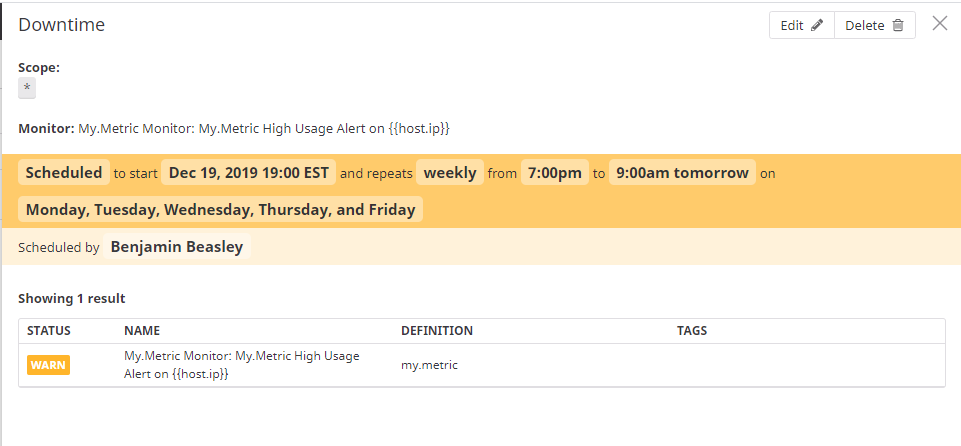 Downtime
Edit
Delete
Scope:
*
Monitor: My.Metric Monitor: My.Metric High Usage Alert on {{host.ip}}
Scheduled to start Dec 19, 2019 19:00 EST and repeats weekly from 7:00pm to 9:00am tomorrow on
Monday, Tuesday, Wednesday, Thursday, and Friday
Scheduled by Benjamin Beasley
Showing 1 result
STATUS NAME DEFINITION TAGS
WARN My.Metric Monitor: My.Metric High Usage
Alert on {{host.ip}} my.metric